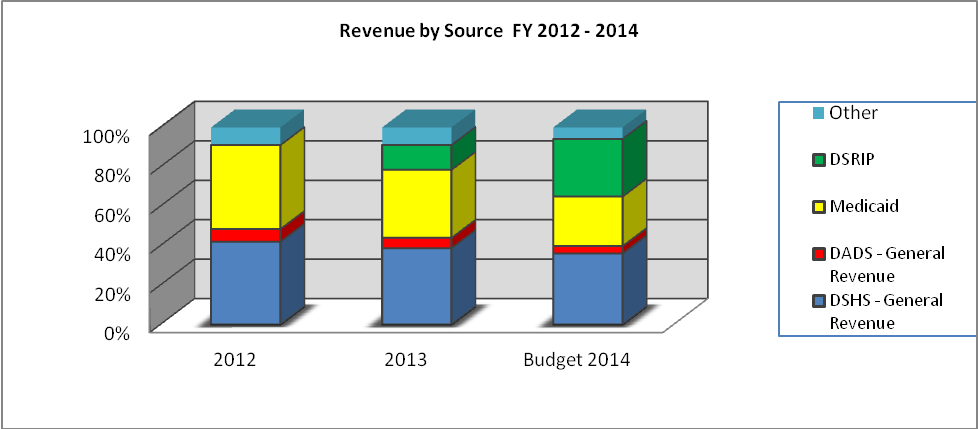 Revenue by Source  FY 2012 - 2014
100%
80%
60%
40%
20%
0%
2012
2013
Budget 2014
Other
DSRIP
Medicaid
DADS - General
Revenue
DSHS - General
Revenue